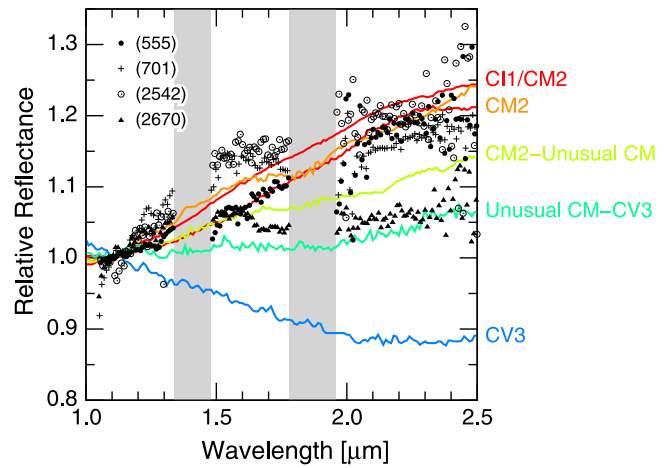 (555)
(701)
(2542)
(2670)
1.3
1.2
1.1
1.0
0.9
0.8
Relative Reflectance
CI1/CM2
CM2
CM2−Unusual CM
Unusual CM−CV3
CV3
1.0
1.5
2.0
2.5
Wavelength [μm]